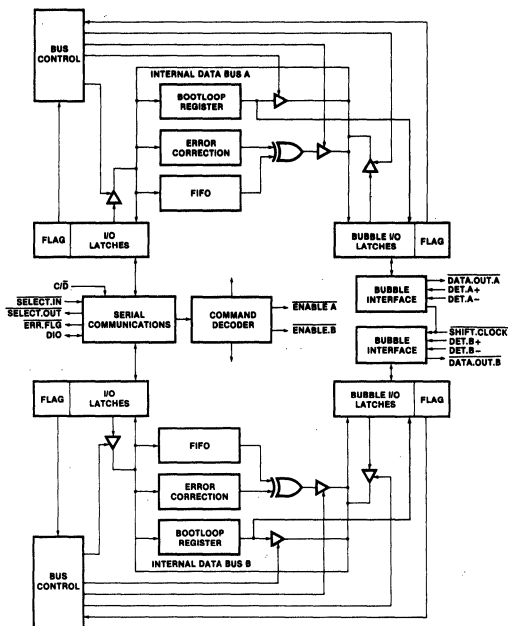 BUS
CONTROL
INTERNAL DATA BUS A
BOOTLOOP
REGISTER
ERROR
CORRECTION
FIFO
FLAG
I/O
LATCHES
BUBBLE I/O
LATCHES
FLAG
C/D̅
SELECT.IN
SELECT.OUT
ERR.FLG
DIO
SERIAL
COMMUNICATIONS
COMMAND
DECODER
ENABLE A
ENABLE.B
BUBBLE
INTERFACE
DATA.OUT.A
DET.A+
DET.A−
BUBBLE
INTERFACE
SHIFT.CLOCK
DET.B+
DET.B−
DATA.OUT.B
FLAG
I/O
LATCHES
BUBBLE I/O
LATCHES
FLAG
FIFO
ERROR
CORRECTION
BOOTLOOP
REGISTER
INTERNAL DATA BUS B
BUS
CONTROL